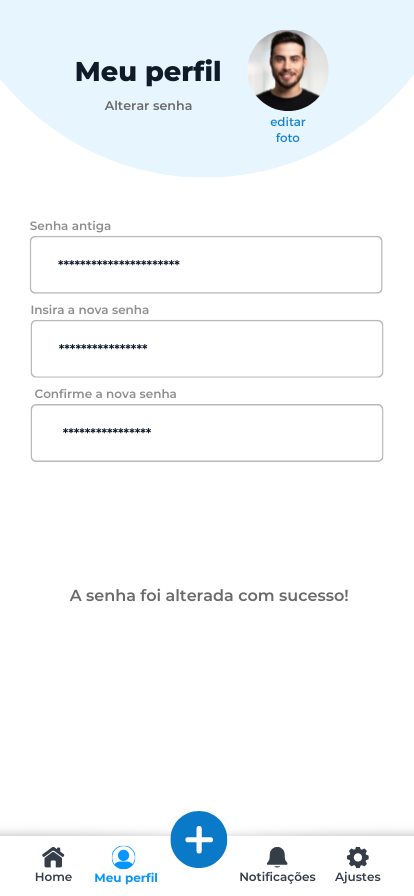 Meu perfil
Alterar senha
editar
foto
Senha antiga
**********************
Insira a nova senha
****************
Confirme a nova senha
****************
A senha foi alterada com sucesso!
Home
Meu perfil
Notificações
Ajustes